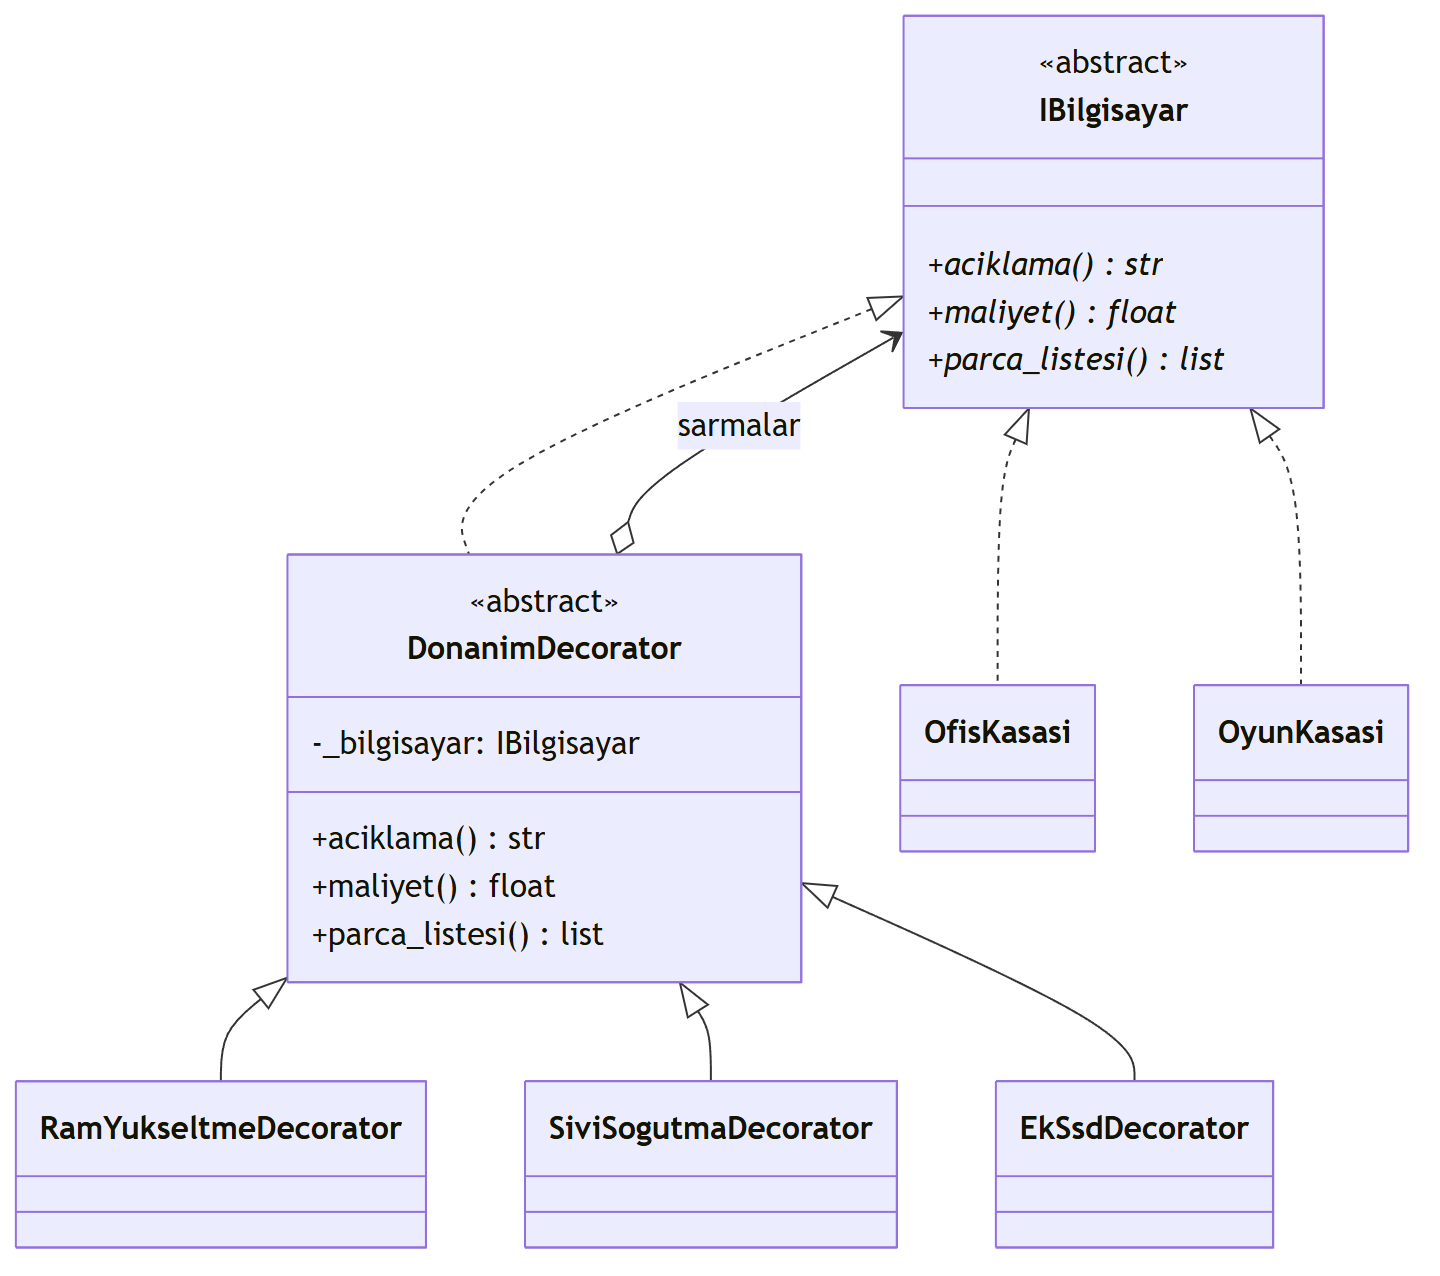 «abstract»
IBilgisayar
+aciklama() : str
+maliyet() : float
+parca_listesi() : list
sarmalar
«abstract»
DonanimDecorator
-_bilgisayar: IBilgisayar
+aciklama() : str
+maliyet() : float
+parca_listesi() : list
OfisKasasi
OyunKasasi
RamYukseltmeDecorator
SiviSogutmaDecorator
EkSsdDecorator